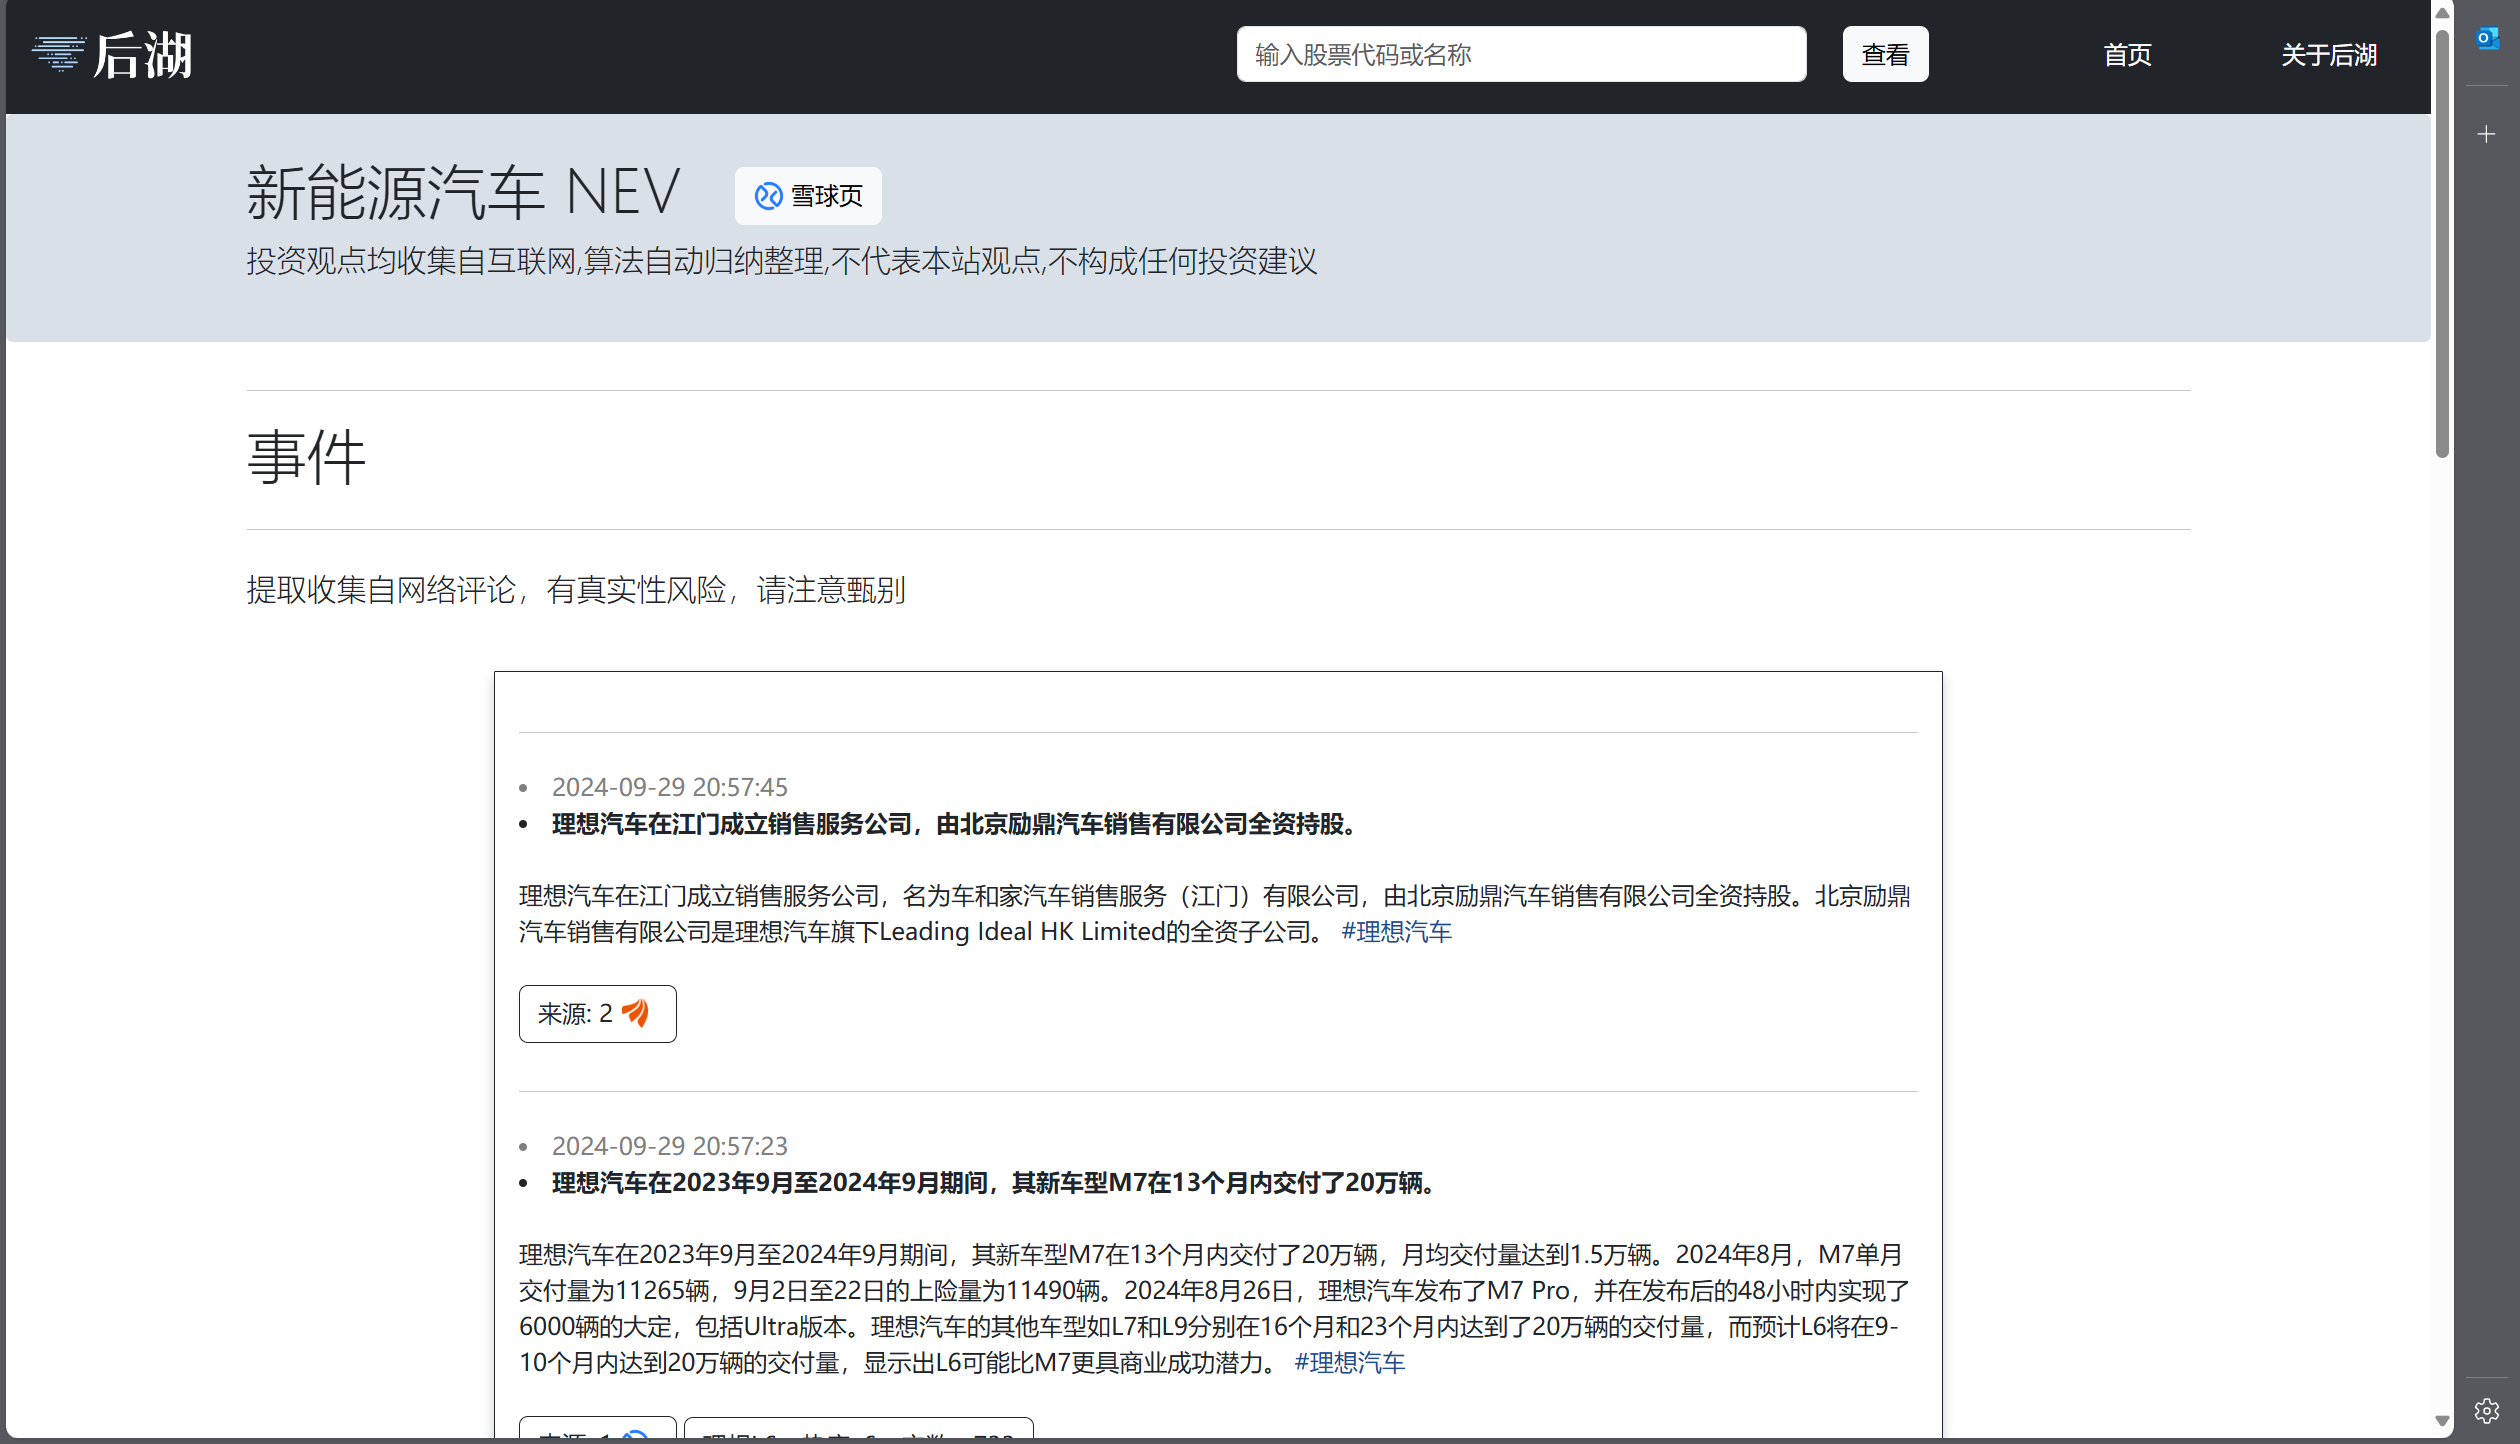 后湖
输入股票代码或名称
查看
首页
关于后湖
新能源汽车 NEV
雪球页
投资观点均收集自互联网,算法自动归纳整理,不代表本站观点,不构成任何投资建议
事件
提取收集自网络评论，有真实性风险，请注意甄别
2024-09-29 20:57:45
理想汽车在江门成立销售服务公司，由北京励鼎汽车销售有限公司全资持股。
理想汽车在江门成立销售服务公司，名为车和家汽车销售服务（江门）有限公司，由北京励鼎汽车销售有限公司全资持股。北京励鼎
汽车销售有限公司是理想汽车旗下Leading Ideal HK Limited的全资子公司。 #理想汽车
来源: 2
2024-09-29 20:57:23
理想汽车在2023年9月至2024年9月期间，其新车型M7在13个月内交付了20万辆。
理想汽车在2023年9月至2024年9月期间，其新车型M7在13个月内交付了20万辆，月均交付量达到1.5万辆。2024年8月，M7单月
交付量为11265辆，9月2日至22日的上险量为11490辆。2024年8月26日，理想汽车发布了M7 Pro，并在发布后的48小时内实现了
6000辆的大定，包括Ultra版本。理想汽车的其他车型如L7和L9分别在16个月和23个月内达到了20万辆的交付量，而预计L6将在9-
10个月内达到20万辆的交付量，显示出L6可能比M7更具商业成功潜力。 #理想汽车
来源: 1